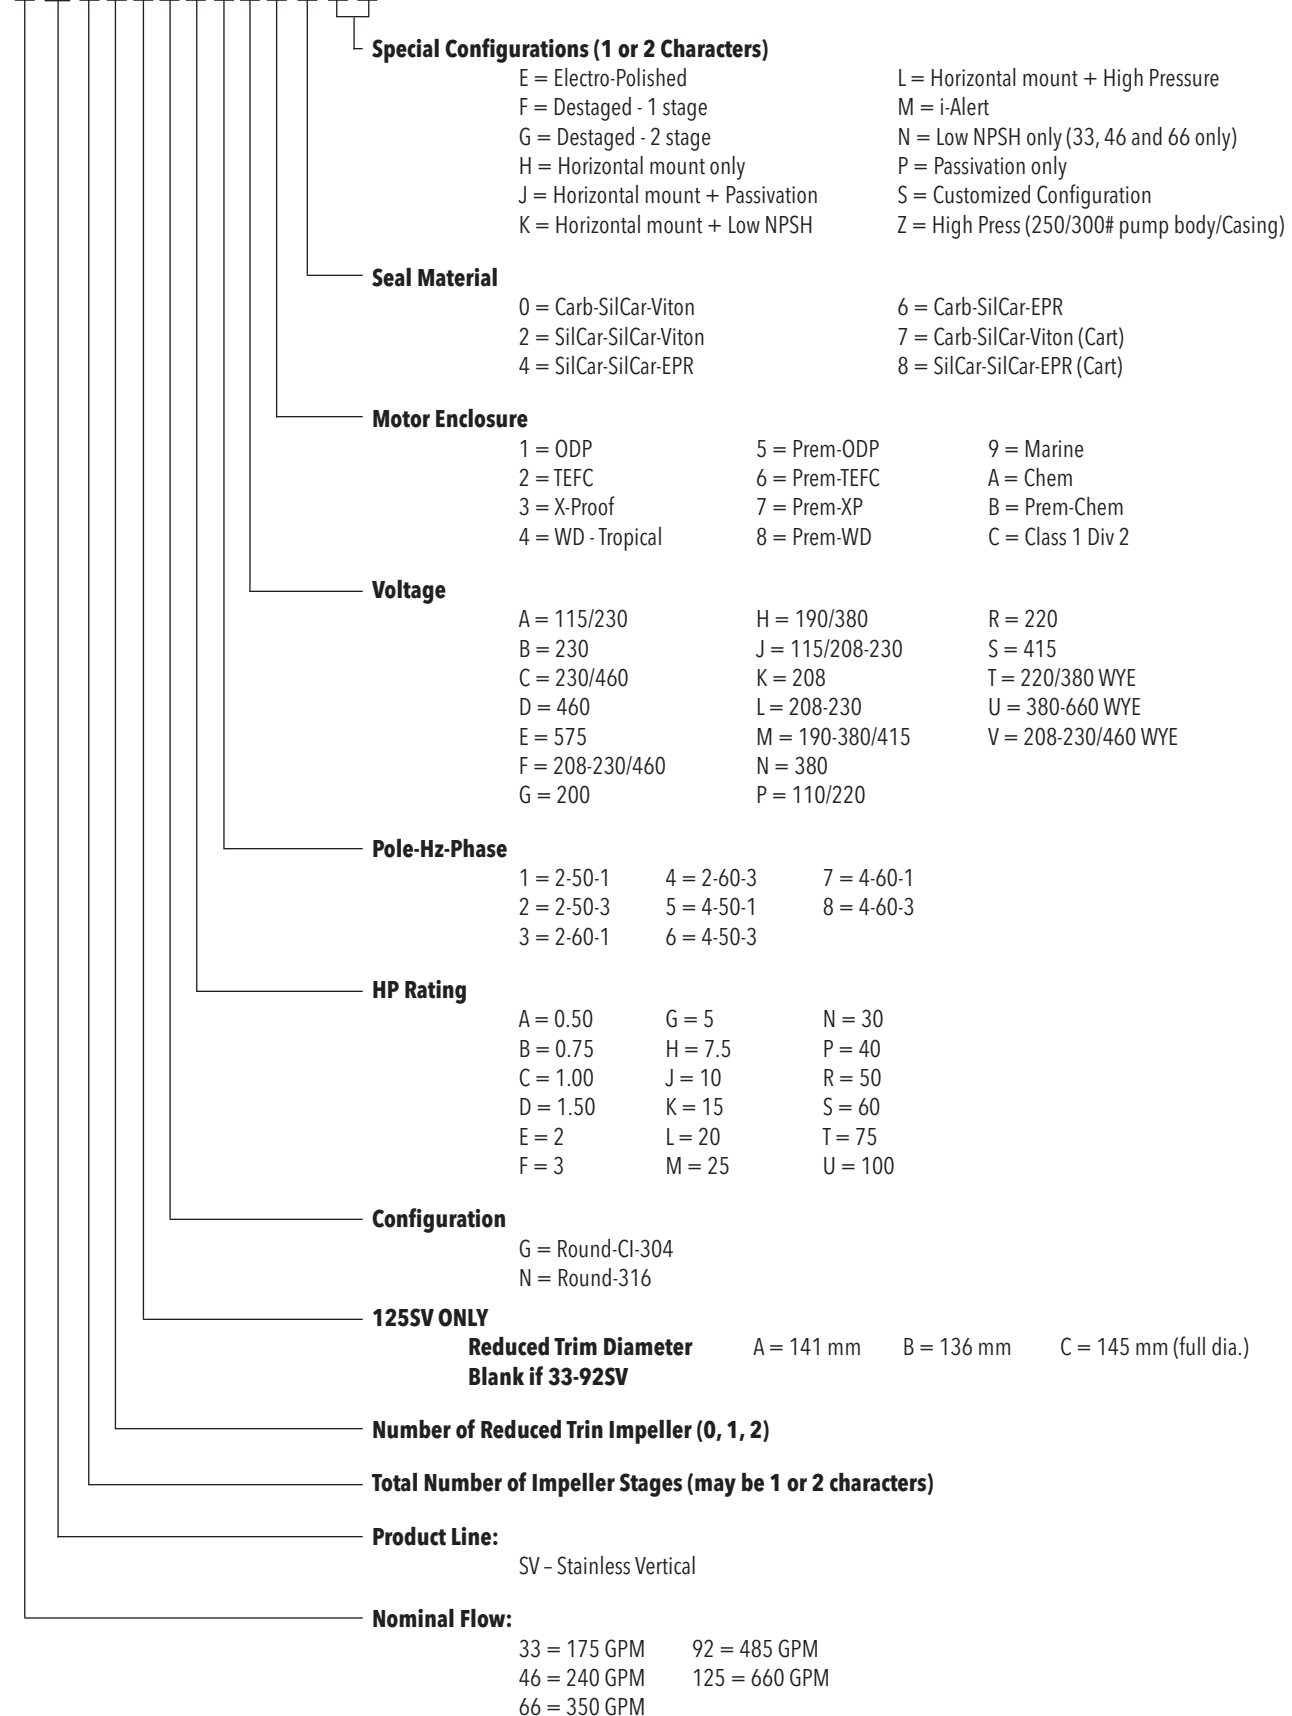 Special Configurations (1 or 2 Characters)
E = Electro-Polished L = Horizontal mount + High Pressure
F = Destaged - 1 stage M = i-Alert
G = Destaged - 2 stage N = Low NPSH only (33, 46 and 66 only)
H = Horizontal mount only P = Passivation only
J = Horizontal mount + Passivation S = Customized Configuration
K = Horizontal mount + Low NPSH Z = High Press (250/300# pump body/Casing)
Seal Material
0 = Carb-SilCar-Viton 6 = Carb-SilCar-EPR
2 = SilCar-SilCar-Viton 7 = Carb-SilCar-Viton (Cart)
4 = SilCar-SilCar-EPR 8 = SilCar-SilCar-EPR (Cart)
Motor Enclosure
1 = ODP 5 = Prem-ODP 9 = Marine
2 = TEFC 6 = Prem-TEFC A = Chem
3 = X-Proof 7 = Prem-XP B = Prem-Chem
4 = WD - Tropical 8 = Prem-WD C = Class 1 Div 2
Voltage
A = 115/230 H = 190/380 R = 220
B = 230 J = 115/208-230 S = 415
C = 230/460 K = 208 T = 220/380 WYE
D = 460 L = 208-230 U = 380-660 WYE
E = 575 M = 190-380/415 V = 208-230/460 WYE
F = 208-230/460 N = 380
G = 200 P = 110/220
Pole-Hz-Phase
1 = 2-50-1 4 = 2-60-3 7 = 4-60-1
2 = 2-50-3 5 = 4-50-1 8 = 4-60-3
3 = 2-60-1 6 = 4-50-3
HP Rating
A = 0.50 G = 5 N = 30
B = 0.75 H = 7.5 P = 40
C = 1.00 J = 10 R = 50
D = 1.50 K = 15 S = 60
E = 2 L = 20 T = 75
F = 3 M = 25 U = 100
Configuration
G = Round-CI-304
N = Round-316
125SV ONLY
Reduced Trim Diameter A = 141 mm B = 136 mm C = 145 mm (full dia.)
Blank if 33-92SV
Number of Reduced Trin Impeller (0, 1, 2)
Total Number of Impeller Stages (may be 1 or 2 characters)
Product Line:
SV – Stainless Vertical
Nominal Flow:
33 = 175 GPM 92 = 485 GPM
46 = 240 GPM 125 = 660 GPM
66 = 350 GPM